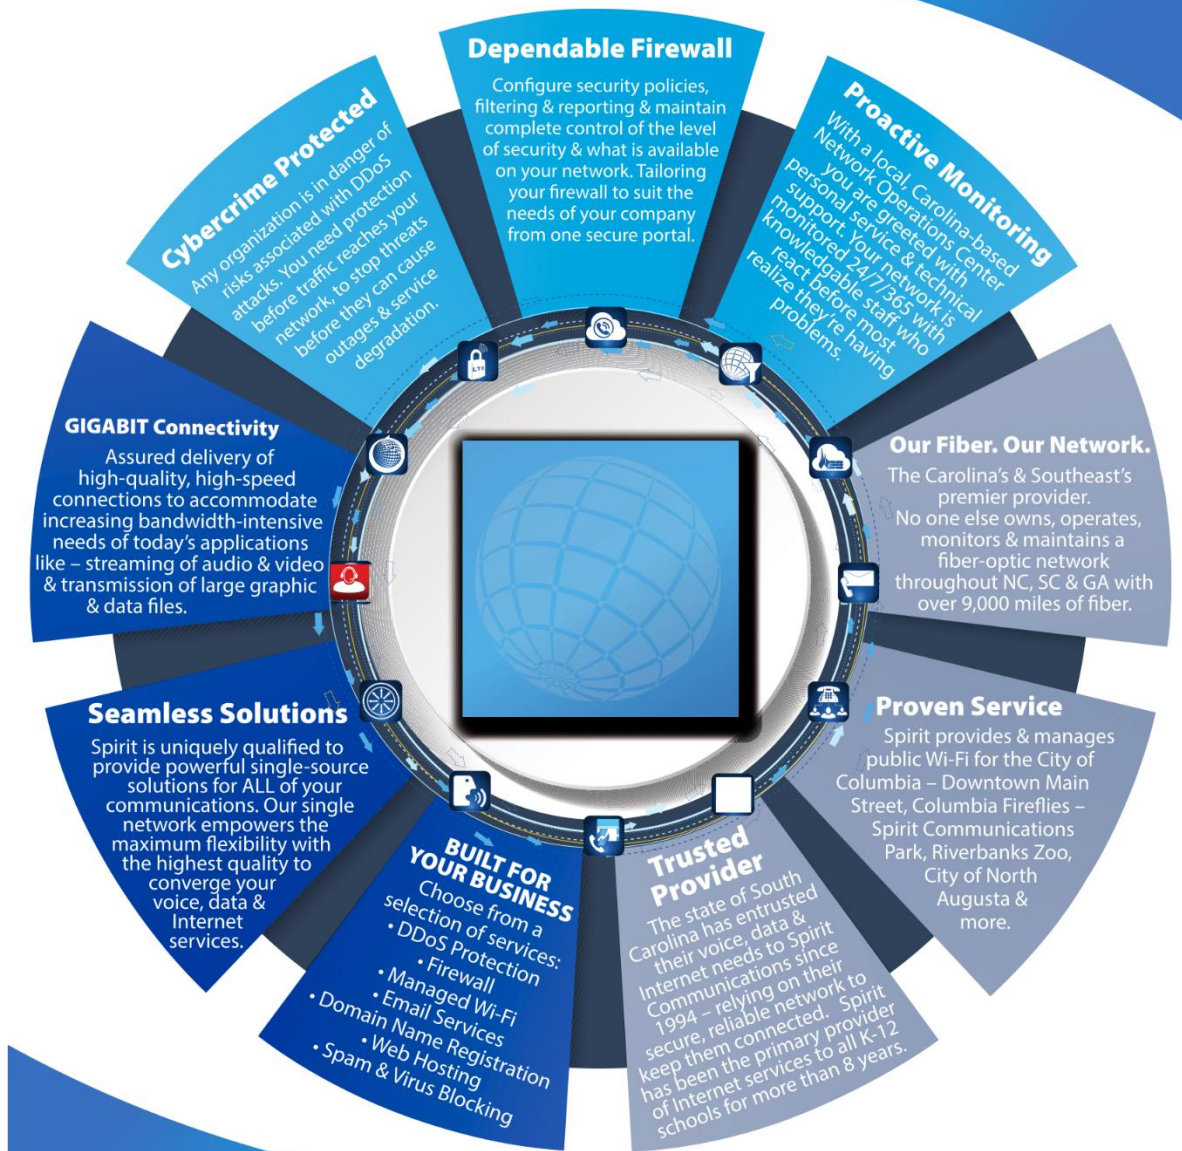 Dependable Firewall
Configure security policies,
filtering & reporting & maintain
complete control of the level
of security & what is available
on your network. Tailoring
your firewall to suit the
needs of your company
from one secure portal.
Proactive Monitoring
With a local, Carolina-based
Network Operations Center
you are greeted with
personal service & technical
support. Your network is
monitored 24/7/365 with
knowledgable staff who
react before most
realize they're having
problems.
Our Fiber. Our Network.
The Carolina's & Southeast's
premier provider.
No one else owns, operates,
monitors & maintains a
fiber-optic network
throughout NC, SC & GA with
over 9,000 miles of fiber.
Proven Service
Spirit provides & manages
public Wi-Fi for the City of
Columbia – Downtown Main
Street, Columbia Fireflies –
Spirit Communications
Park, Riverbanks Zoo,
City of North
Augusta &
more.
Trusted
Provider
The state of South
Carolina has entrusted
their voice, data &
Internet needs to Spirit
Communications since
1994 – relying on their
secure, reliable network to
keep them connected. Spirit
has been the primary provider
of Internet services to all K-12
schools for more than 8 years.
BUILT FOR
YOUR BUSINESS
Choose from a
selection of services:
• DDoS Protection
• Firewall
• Managed Wi-Fi
• Email Services
• Domain Name Registration
• Web Hosting
• Spam & Virus Blocking
Seamless Solutions
Spirit is uniquely qualified to
provide powerful single-source
solutions for ALL of your
communications. Our single
network empowers the
maximum flexibility with
the highest quality to
converge your
voice, data &
Internet
services.
GIGABIT Connectivity
Assured delivery of
high-quality, high-speed
connections to accommodate
increasing bandwidth-intensive
needs of today's applications
like – streaming of audio & video
& transmission of large graphic
& data files.
Cybercrime Protected
Any organization is in danger of
risks associated with DDoS
attacks. You need protection
before traffic reaches your
network, to stop threats
before they can cause
outages & service
degradation.
LTE